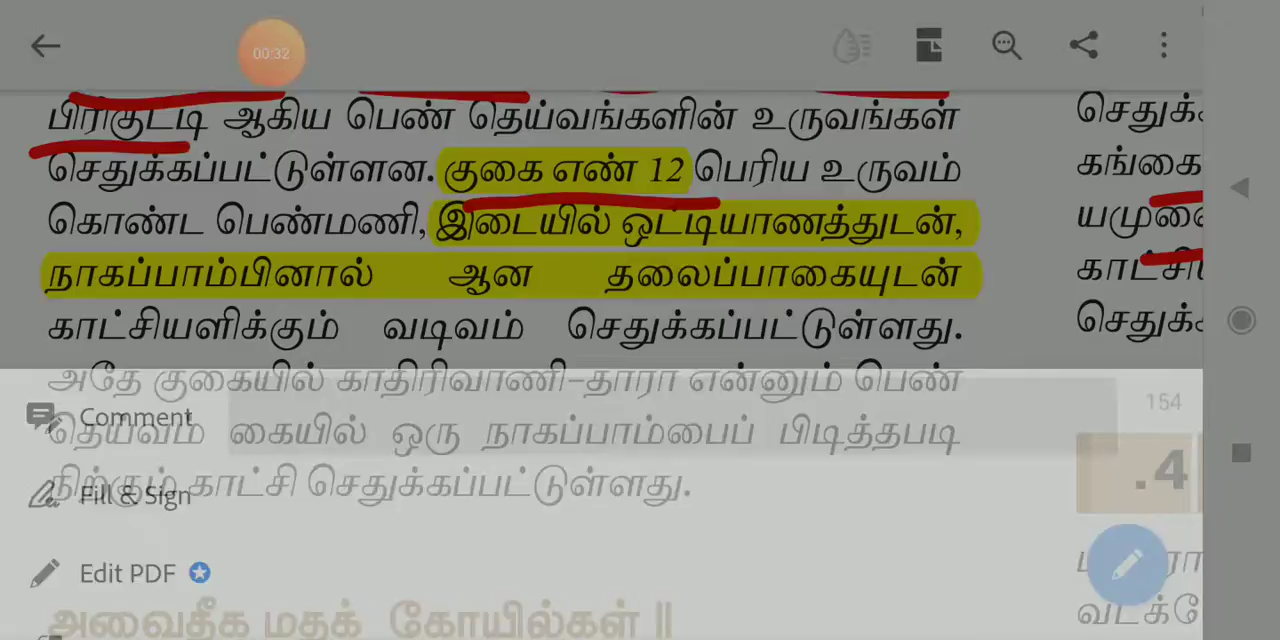 00:32
பிரிகுட்டி ஆகிய பெண் தெய்வங்களின் உருவங்கள்
செதுக்கப்பட்டுள்ளன. குகை எண் 12 பெரிய உருவம்
கொண்ட பெண்மணி, இடையில் ஒட்டியாணத்துடன்,
நாகப்பாம்பினால் ஆன தலைப்பாகையுடன்
காட்சியளிக்கும் வடிவம் செதுக்கப்பட்டுள்ளது.
அதே குகையில் காதிரிவாணி-தாரா என்னும் பெண்
தெய்வம் கையில் ஒரு நாகப்பாம்பைப் பிடித்தபடி
நிற்கும் காட்சி செதுக்கப்பட்டுள்ளது.
அவைதீக மதக் கோயில்கள் ||
செதுக்க
கங்கை
யமுனை
காட்சி
செதுக்க
154
.4
Comment
Fill & Sign
Edit PDF